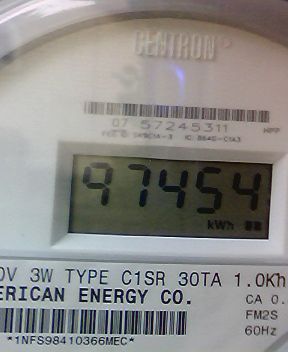 CENTRON
07 57245311 HPP
97454
kWh
0V 3W TYPE C1SR 30TA 1.0Kh
ERICAN ENERGY CO. CA 0.
FM2S
60Hz
*1NFS98410366MEC*